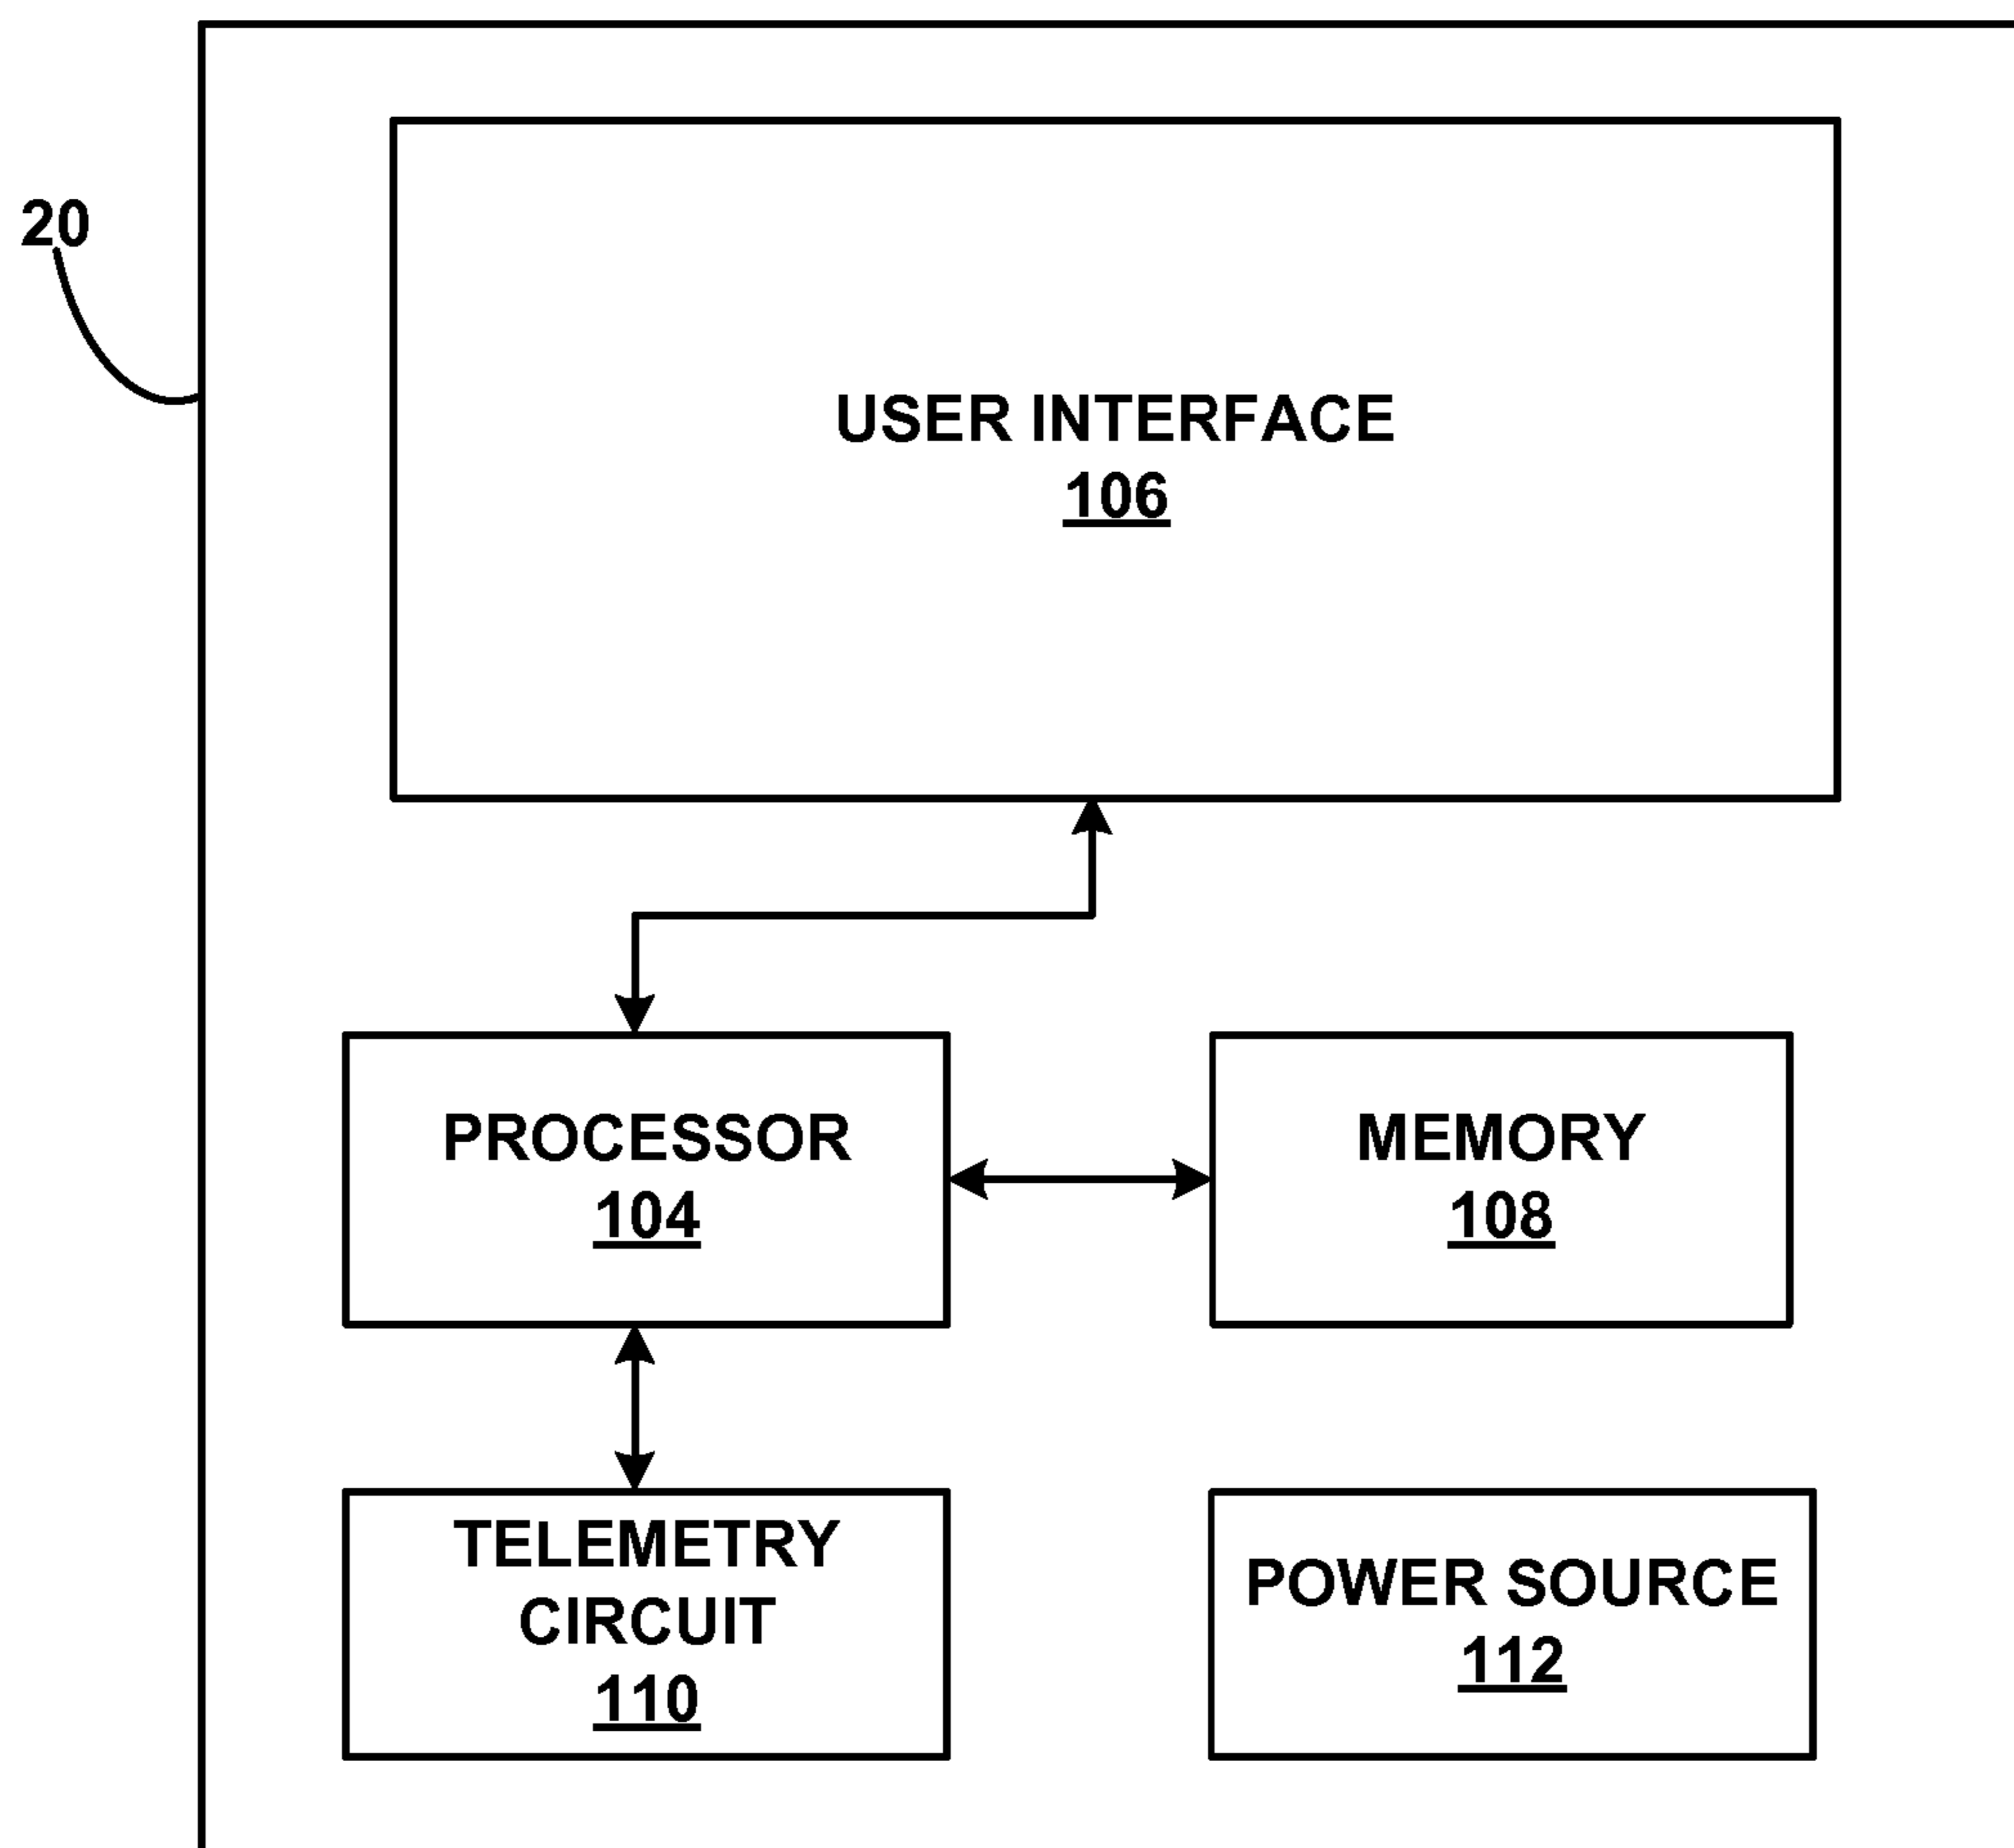 20
USER INTERFACE
106
PROCESSOR
104
MEMORY
108
TELEMETRY
CIRCUIT
110
POWER SOURCE
112